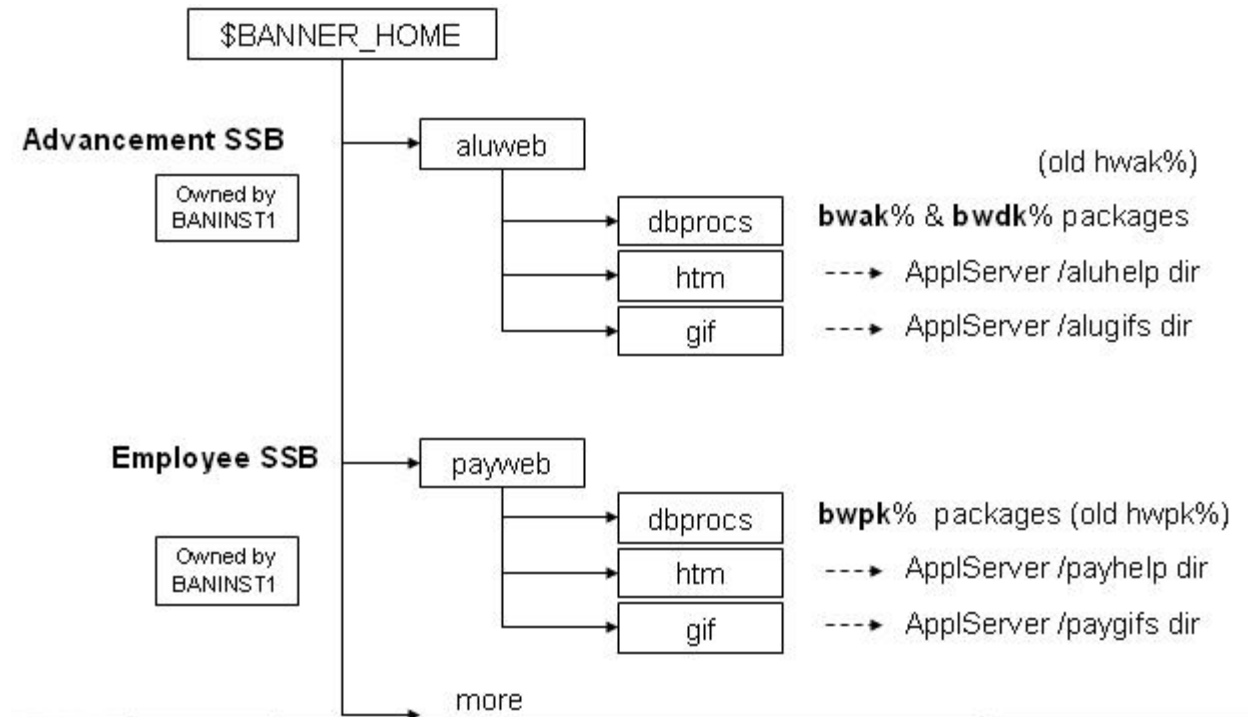 $BANNER_HOME
Advancement SSB
aluweb
(old hwak%)
Owned by
BANINST1
dbprocs
bwak% & bwdk% packages
htm
ApplServer /aluhelp dir
gif
ApplServer /alugifs dir
Employee SSB
payweb
dbprocs
bwpk% packages (old hwpk%)
Owned by
BANINST1
htm
ApplServer /payhelp dir
gif
ApplServer /paygifs dir
more